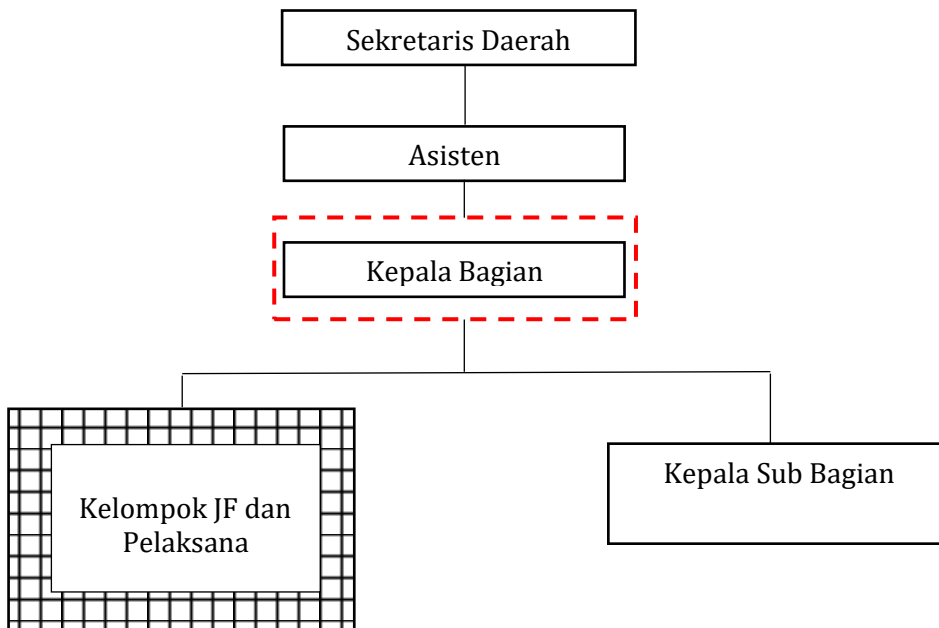 Sekretaris Daerah
Asisten
Kepala Bagian
Kelompok JF dan
Pelaksana
Kepala Sub Bagian